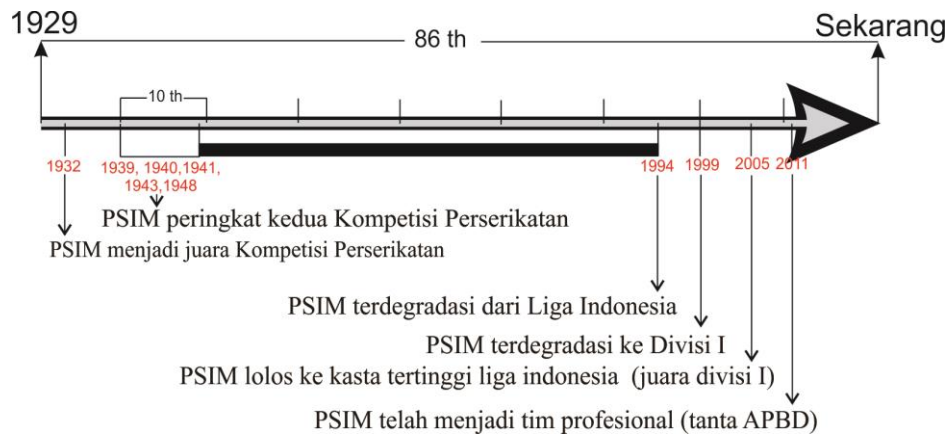 1929
Sekarang
86 th
10 th
1932
1939, 1940,1941,
1943,1948
1994
1999
2005
2011
PSIM peringkat kedua Kompetisi Perserikatan
PSIM menjadi juara Kompetisi Perserikatan
PSIM terdegradasi dari Liga Indonesia
PSIM terdegradasi ke Divisi I
PSIM lolos ke kasta tertinggi liga indonesia (juara divisi I)
PSIM telah menjadi tim profesional (tanta APBD)